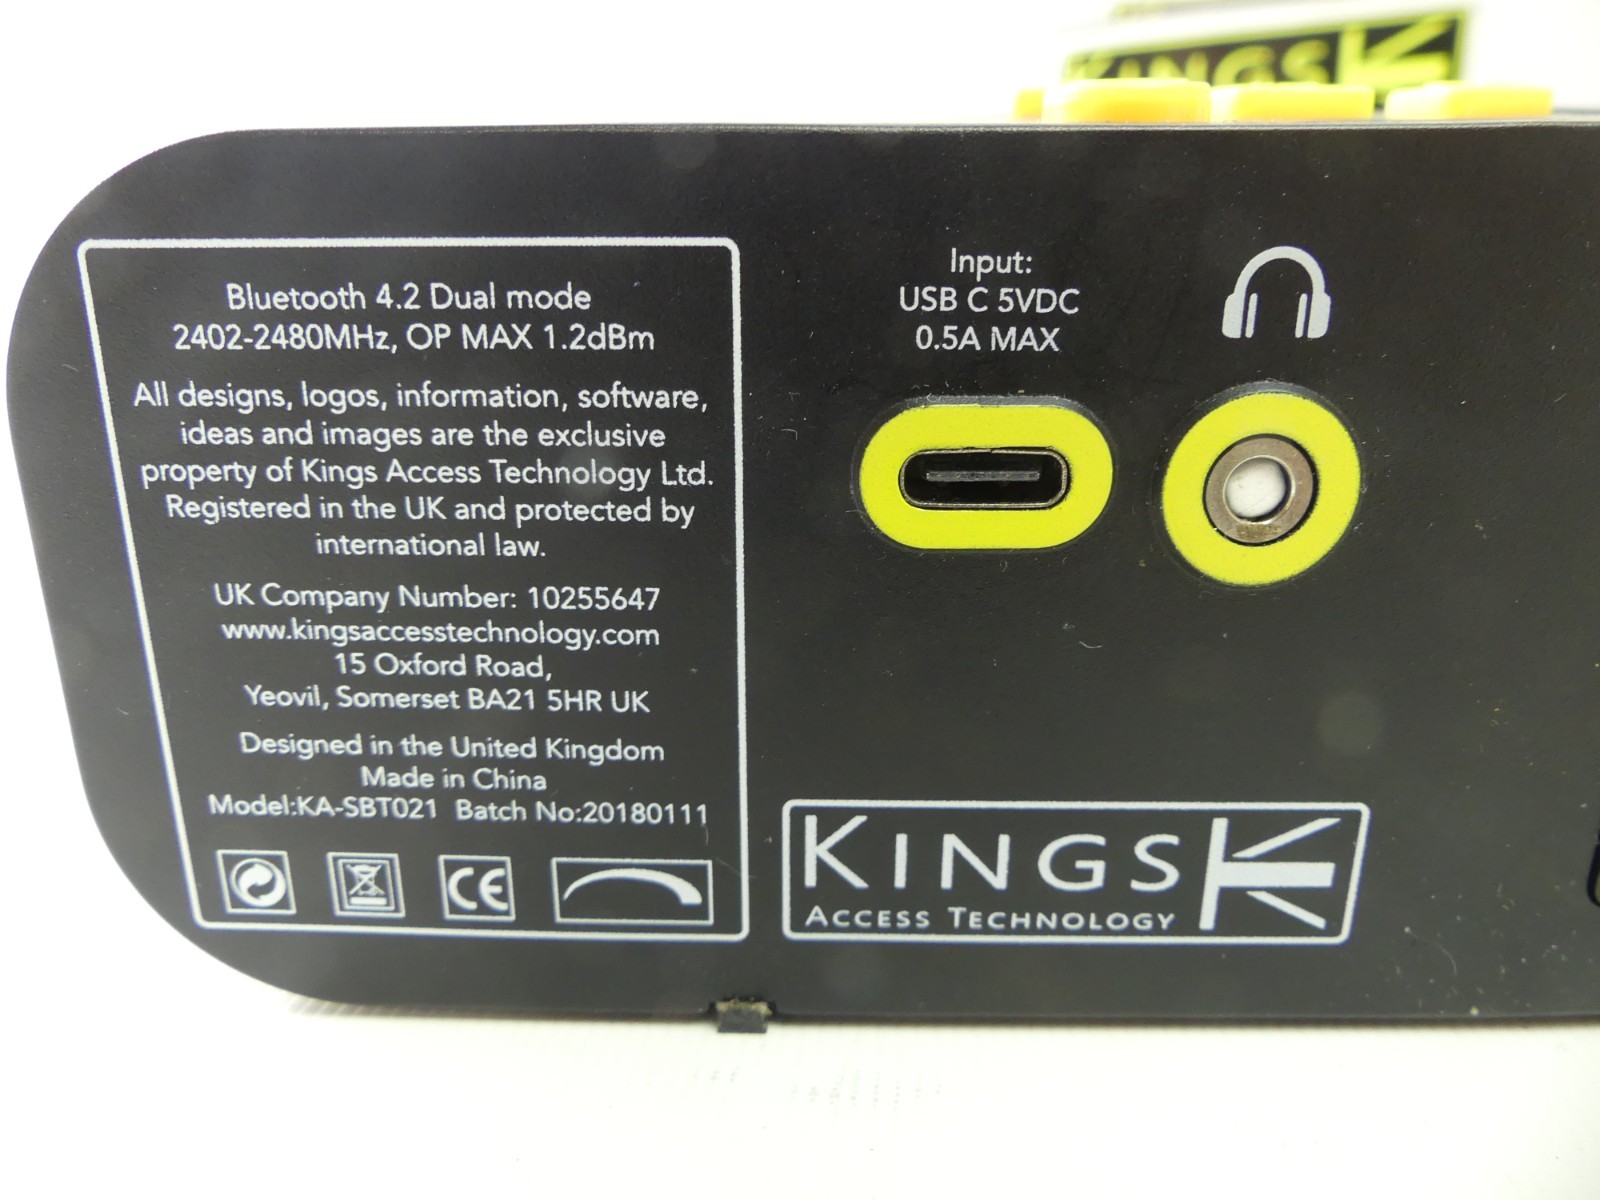 KINGS
Bluetooth 4.2 Dual mode
2402-2480MHz, OP MAX 1.2dBm
All designs, logos, information, software,
ideas and images are the exclusive
property of Kings Access Technology Ltd.
Registered in the UK and protected by
international law.
UK Company Number: 10255647
www.kingsaccesstechnology.com
15 Oxford Road,
Yeovil, Somerset BA21 5HR UK
Designed in the United Kingdom
Made in China
Model:KA-SBT021 Batch No:20180111
CE
Input:
USB C 5VDC
0.5A MAX
KINGS
ACCESS TECHNOLOGY